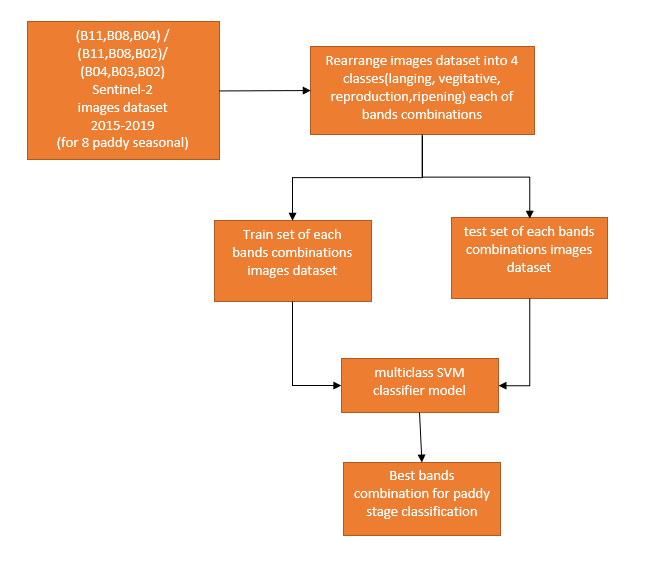 (B11,B08,B04) /
(B11,B08,B02)/
(B04,B03,B02)
Sentinel-2
images dataset
2015-2019
(for 8 paddy seasonal)
Rearrange images dataset into 4
classes(langing, vegitative,
reproduction,ripening) each of
bands combinations
Train set of each
bands combinations
images dataset
test set of each bands
combinations images
dataset
multiclass SVM
classifier model
Best bands
combination for paddy
stage classification